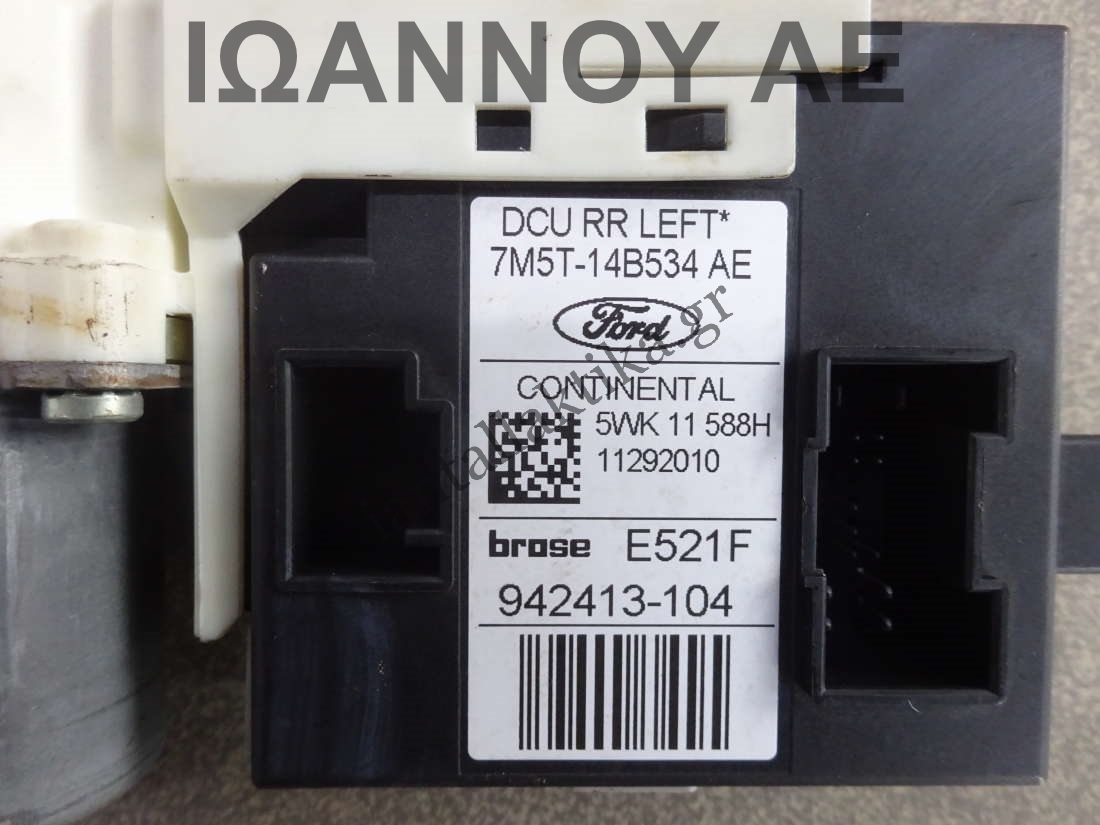 ΙΩΑΝΝΟΥ ΑΕ
DCU RR LEFT*
7M5T-14B534 AE
Ford
CONTINENTAL
5WK 11 588H
11292010
brose E521F
942413-104